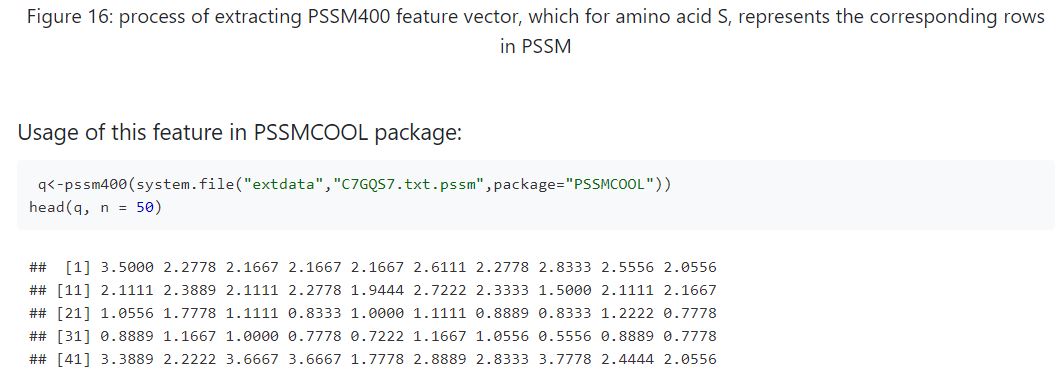 Figure 16: process of extracting PSSM400 feature vector, which for amino acid S, represents the corresponding rows
in PSSM
Usage of this feature in PSSMCOOL package:
q<-pssm400(system.file("extdata","C7GQS7.txt.pssm",package="PSSMCOOL"))
head(q, n = 50)
##  [1] 3.5000 2.2778 2.1667 2.1667 2.1667 2.6111 2.2778 2.8333 2.5556 2.0556
## [11] 2.1111 2.3889 2.1111 2.2778 1.9444 2.7222 2.3333 1.5000 2.1111 2.1667
## [21] 1.0556 1.7778 1.1111 0.8333 1.0000 1.1111 0.8889 0.8333 1.2222 0.7778
## [31] 0.8889 1.1667 1.0000 0.7778 0.7222 1.1667 1.0556 0.5556 0.8889 0.7778
## [41] 3.3889 2.2222 3.6667 3.6667 1.7778 2.8889 2.8333 3.7778 2.4444 2.0556